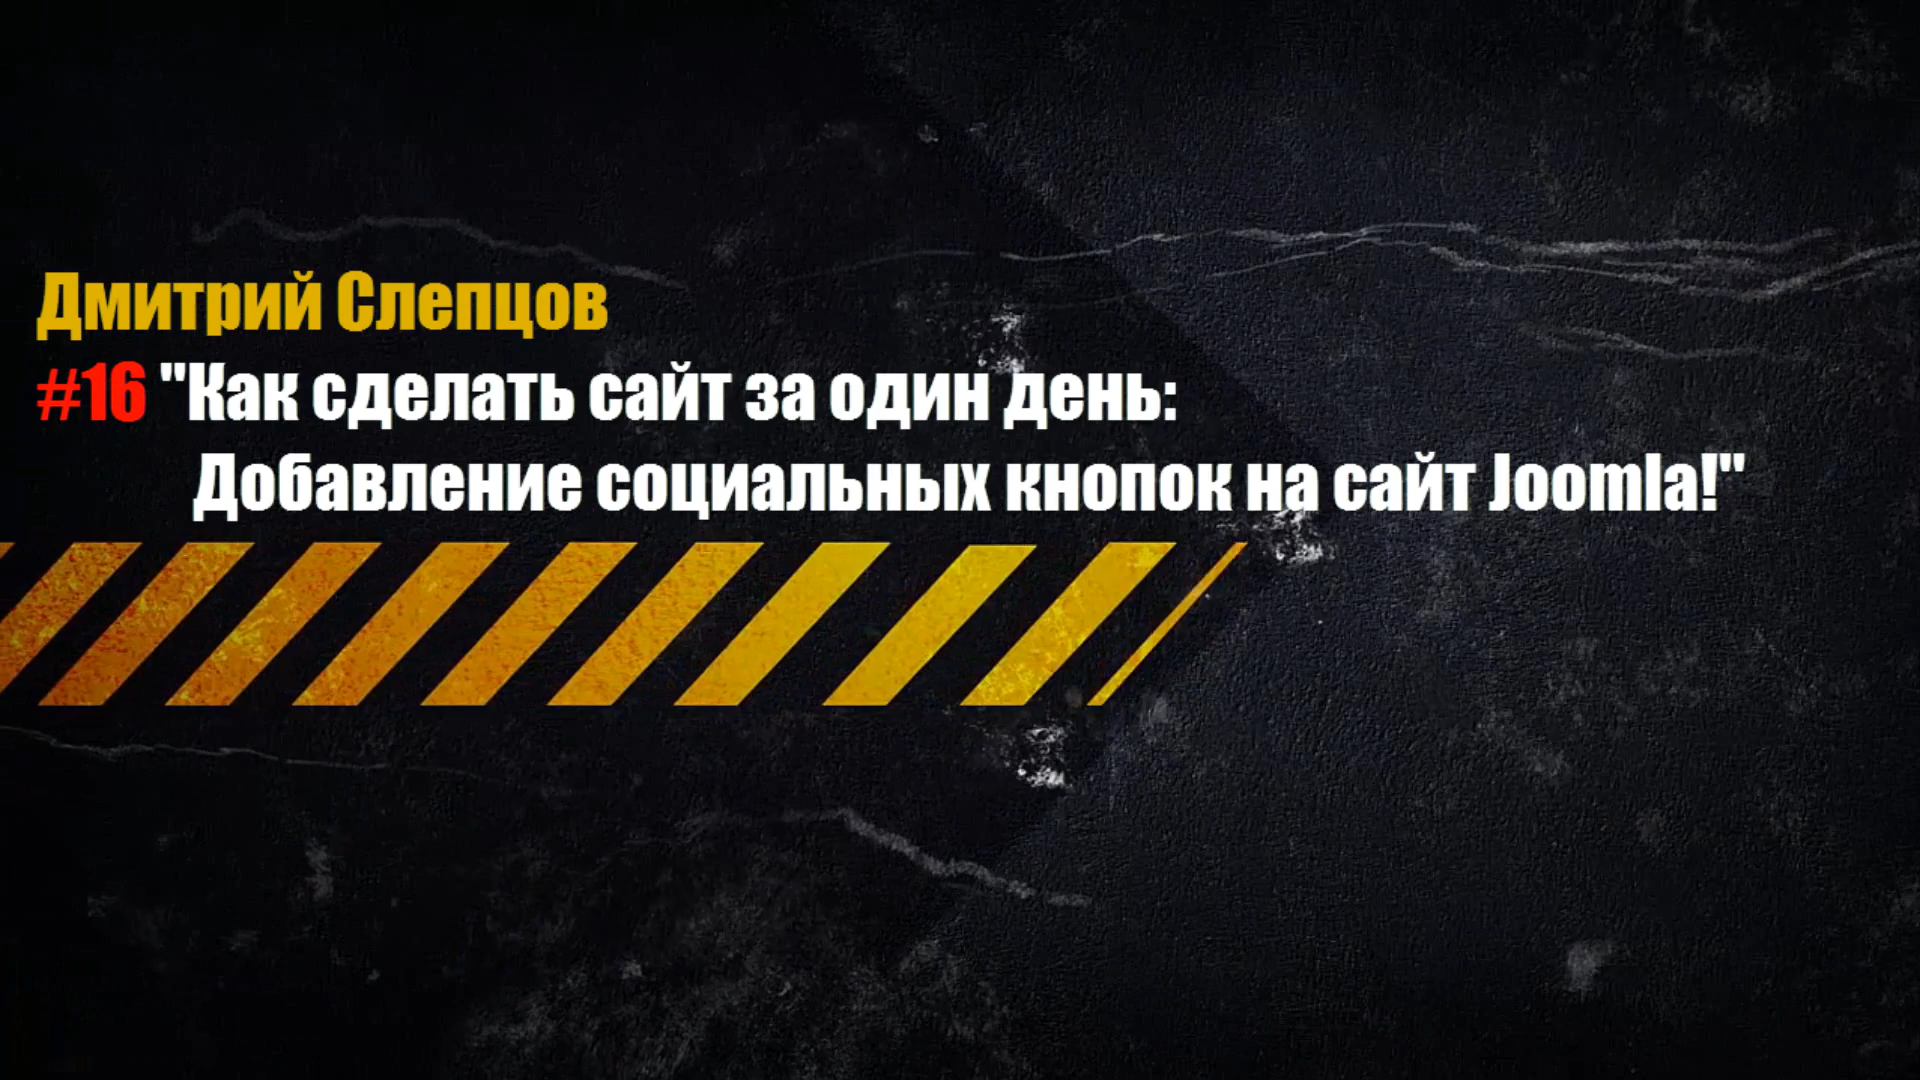 Дмитрий Слепцов
#16 "Как сделать сайт за один день:
Добавление социальных кнопок на сайт Joomla!"